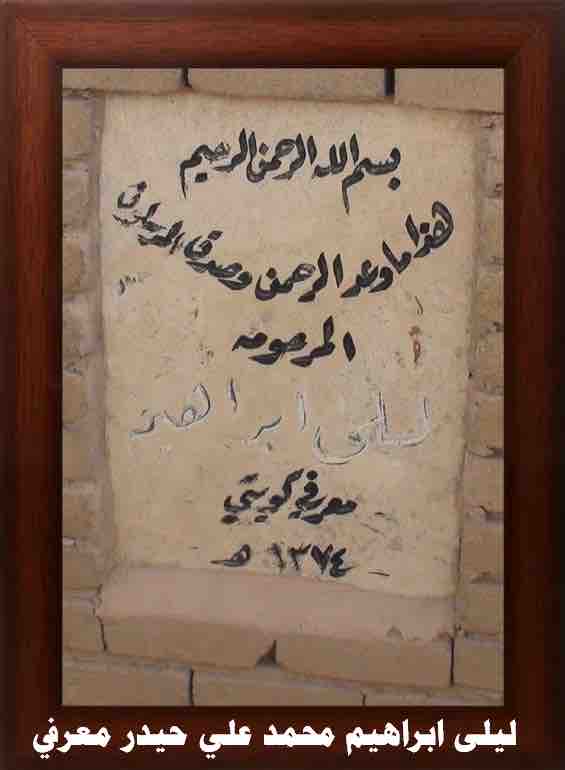 بسم الله الرحمن الرحيم
هذا ما وعد الرحمن وصدق المرسلون
المرحومه
ليلى ابراهيم
معرفي كويتي
١٣٧٤ هـ
ليلى ابراهيم محمد علي حيدر معرفي